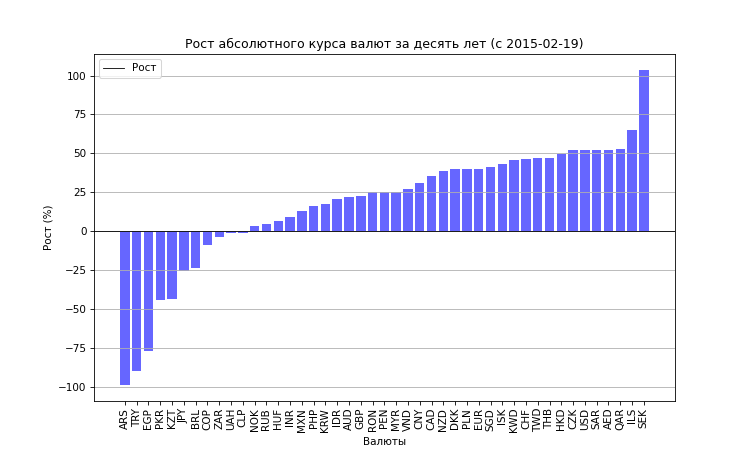 Рост абсолютного курса валют за десять лет (с 2015-02-19)
Рост
100
75
50
25
0
−25
−50
−75
−100
Рост (%)
ARS TRY EGP PKR KZT JPY BRL COP ZAR UAH CLP NOK RUB HUF INR MXN PHP KRW IDR AUD GBP RON PEN MYR VND CNY CAD NZD DKK PLN EUR SGD ISK KWD CHF TWD THB HKD CZK USD SAR AED QAR ILS SEK
Валюты